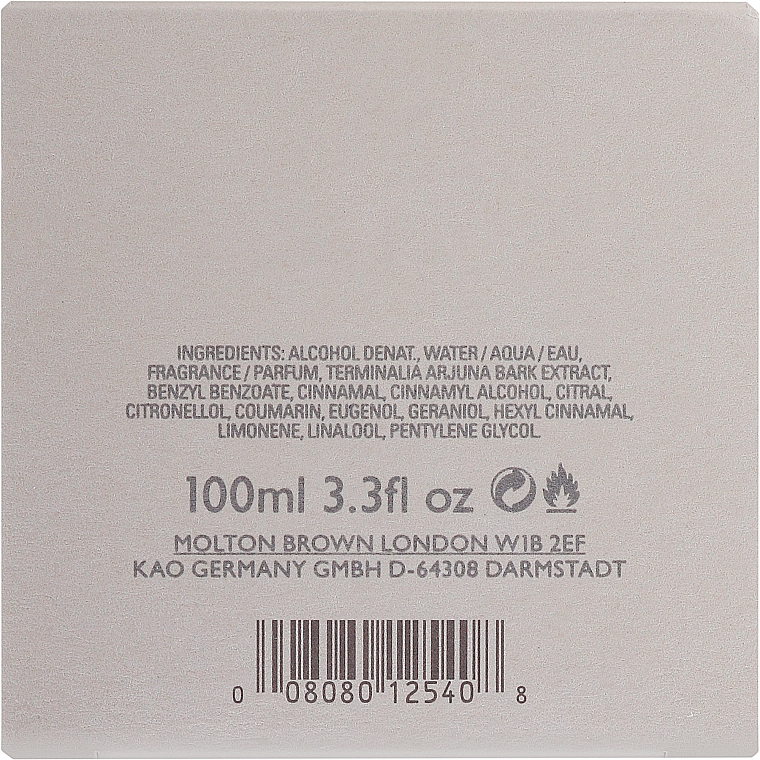 INGREDIENTS: ALCOHOL DENAT., WATER / AQUA / EAU,
FRAGRANCE / PARFUM, TERMINALIA ARJUNA BARK EXTRACT,
BENZYL BENZOATE, CINNAMAL, CINNAMYL ALCOHOL, CITRAL,
CITRONELLOL, COUMARIN, EUGENOL, GERANIOL, HEXYL CINNAMAL,
LIMONENE, LINALOOL, PENTYLENE GLYCOL
100ml 3.3fl oz
MOLTON BROWN LONDON W1B 2EF
KAO GERMANY GMBH D-64308 DARMSTADT
0 08080 12540 8